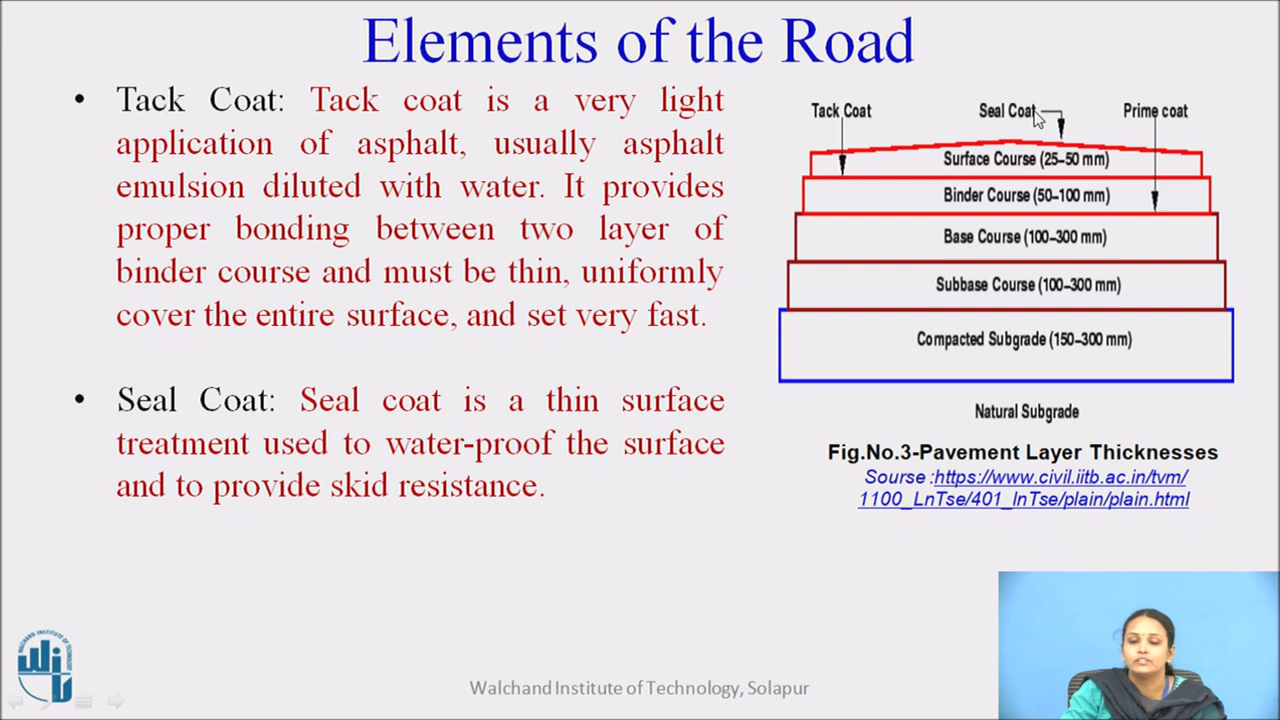 Elements of the Road
• Tack Coat: Tack coat is a very light
application of asphalt, usually asphalt
emulsion diluted with water. It provides
proper bonding between two layer of
binder course and must be thin, uniformly
cover the entire surface, and set very fast.
• Seal Coat: Seal coat is a thin surface
treatment used to water-proof the surface
and to provide skid resistance.
Tack Coat Seal Coat Prime coat
Surface Course (25–50 mm)
Binder Course (50–100 mm)
Base Course (100–300 mm)
Subbase Course (100–300 mm)
Compacted Subgrade (150–300 mm)
Natural Subgrade
Fig.No.3-Pavement Layer Thicknesses
Sourse :https://www.civil.iitb.ac.in/tvm/
1100_LnTse/401_lnTse/plain/plain.html
WALCHAND INSTITUTE OF TECHNOLOGY
WIT
Walchand Institute of Technology, Solapur